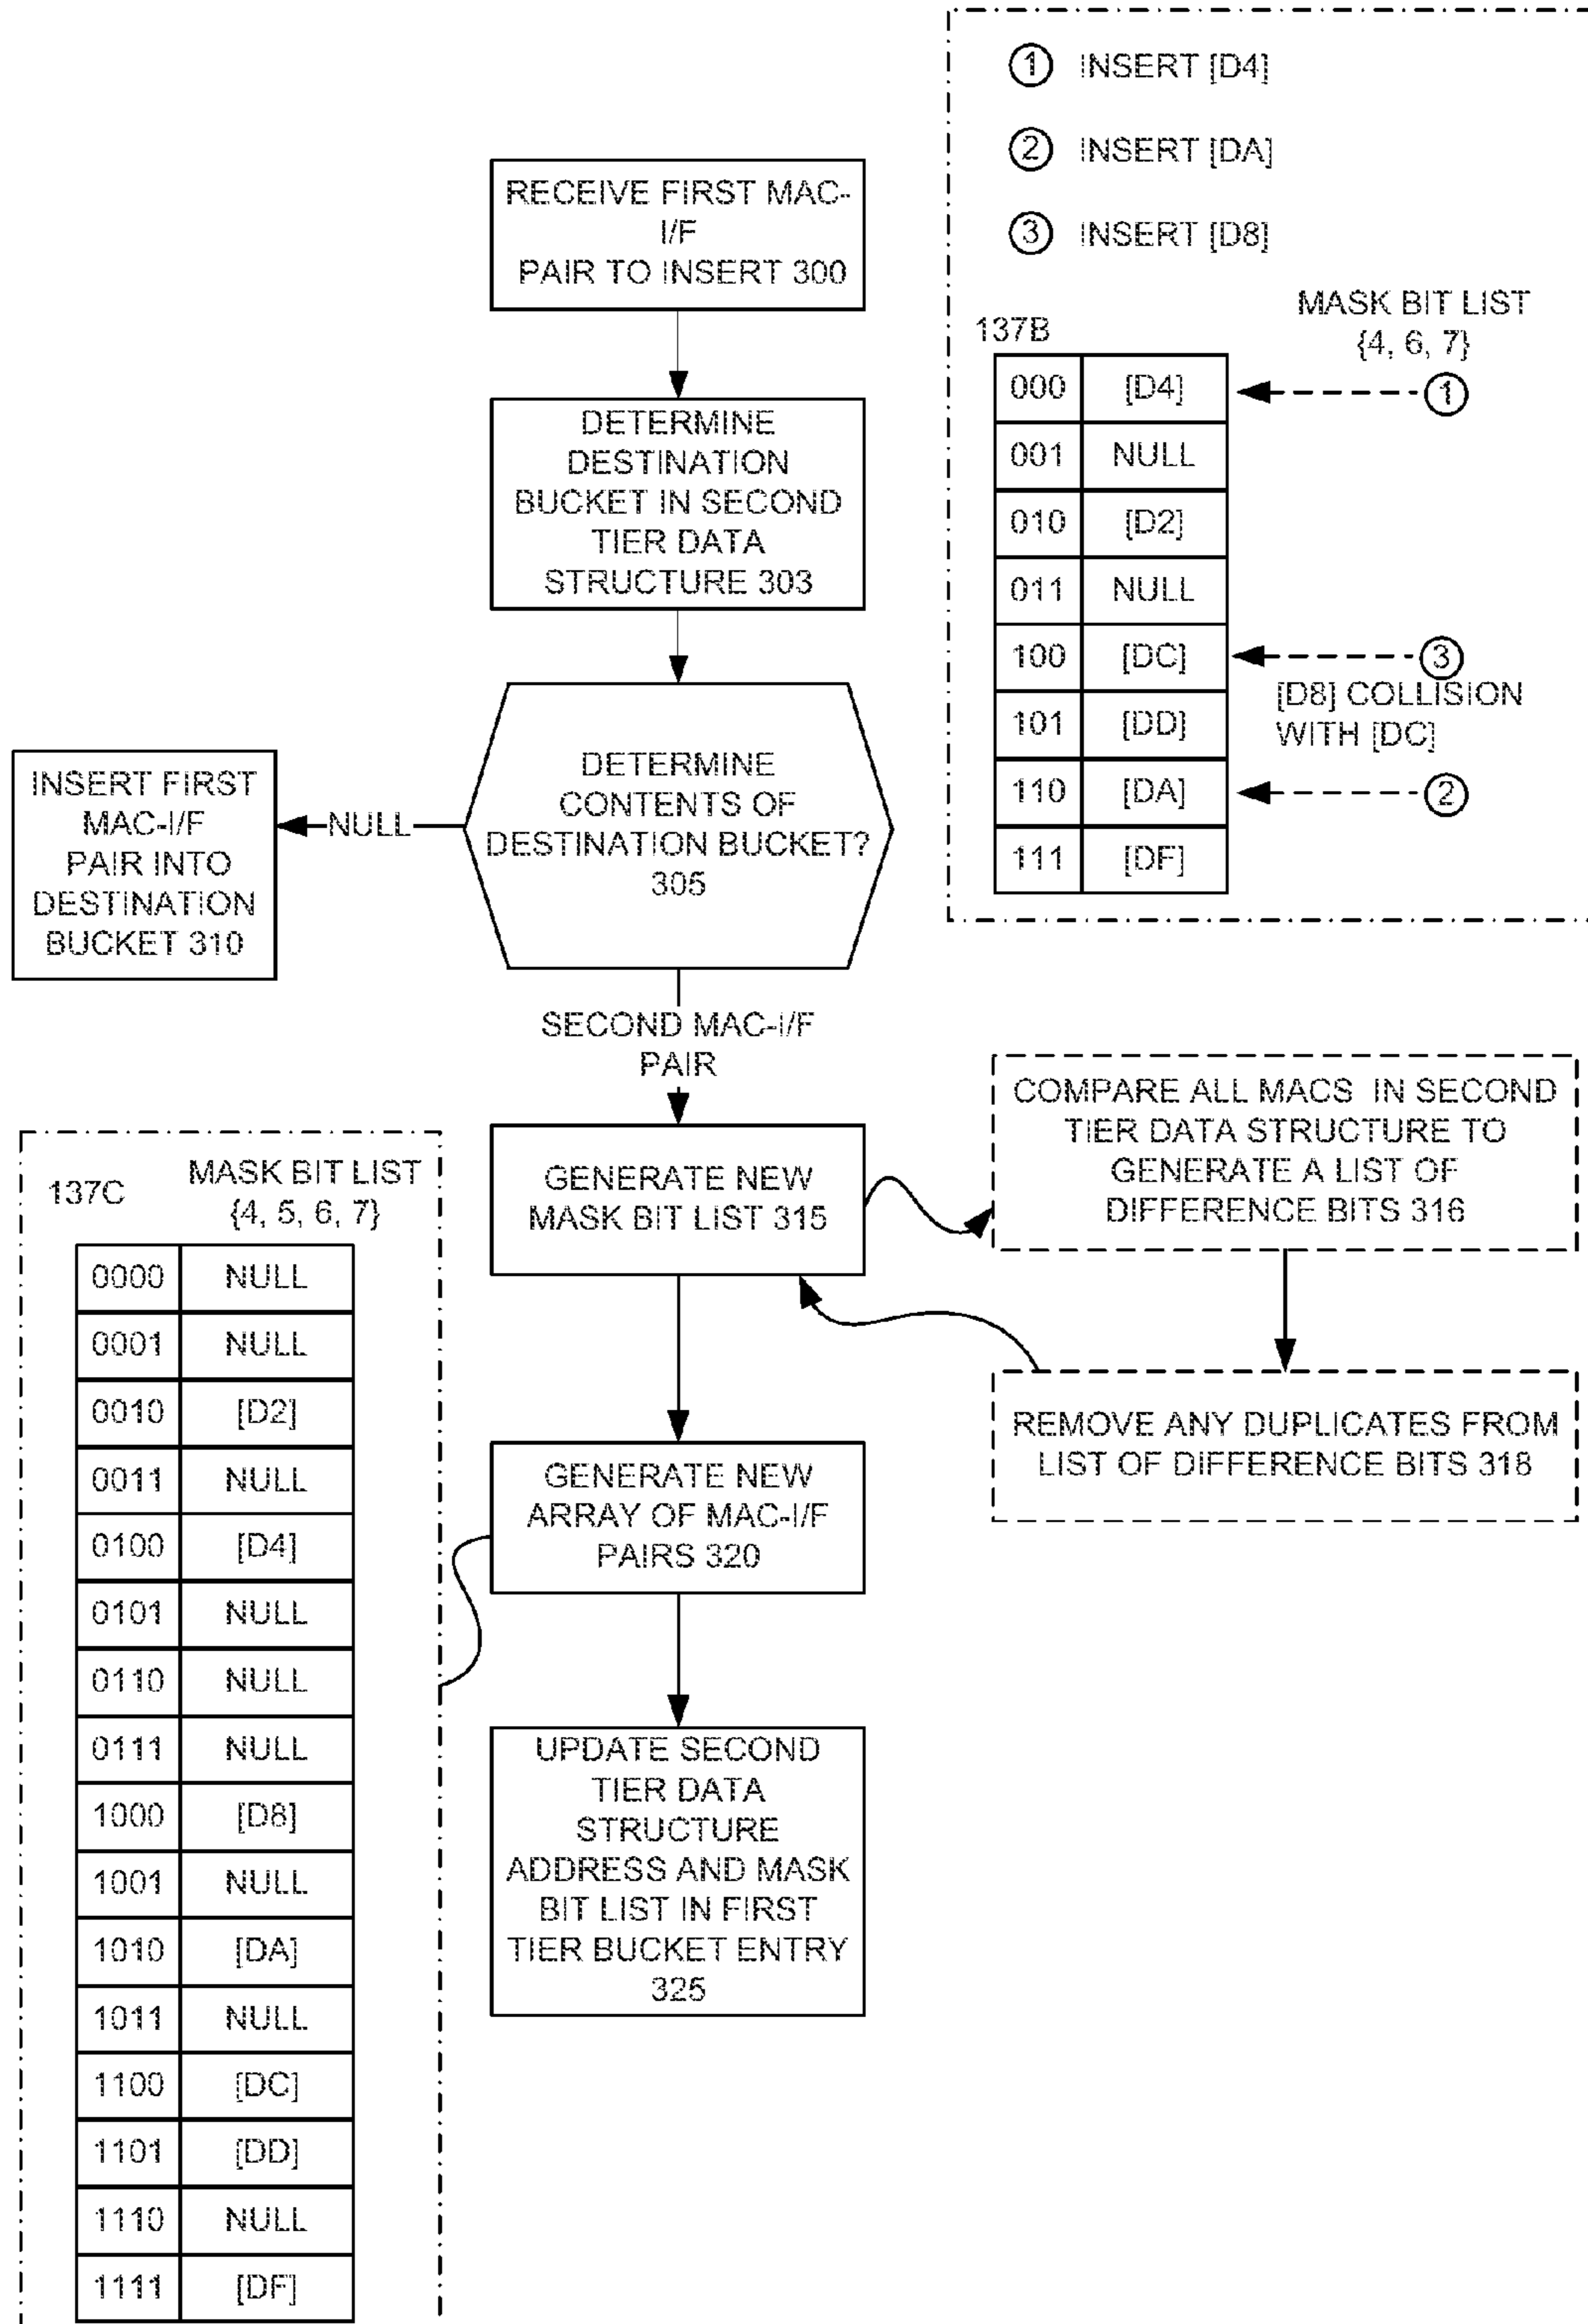 ① INSERT [D4]
② INSERT [DA]
③ INSERT [D8]
RECEIVE FIRST MAC-
I/F
PAIR TO INSERT 300
DETERMINE
DESTINATION
BUCKET IN SECOND
TIER DATA
STRUCTURE 303
DETERMINE
CONTENTS OF
DESTINATION BUCKET?
305
NULL
INSERT FIRST
MAC-I/F
PAIR INTO
DESTINATION
BUCKET 310
137B
MASK BIT LIST
{4, 6, 7}
000 [D4] ①
001 NULL
010 [D2]
011 NULL
100 [DC] ③
[D8] COLLISION
WITH [DC]
101 [DD]
110 [DA] ②
111 [DF]
SECOND MAC-I/F
PAIR
GENERATE NEW
MASK BIT LIST 315
COMPARE ALL MACS IN SECOND
TIER DATA STRUCTURE TO
GENERATE A LIST OF
DIFFERENCE BITS 316
REMOVE ANY DUPLICATES FROM
LIST OF DIFFERENCE BITS 318
GENERATE NEW
ARRAY OF MAC-I/F
PAIRS 320
UPDATE SECOND
TIER DATA
STRUCTURE
ADDRESS AND MASK
BIT LIST IN FIRST
TIER BUCKET ENTRY
325
137C
MASK BIT LIST
{4, 5, 6, 7}
0000 NULL
0001 NULL
0010 [D2]
0011 NULL
0100 [D4]
0101 NULL
0110 NULL
0111 NULL
1000 [D8]
1001 NULL
1010 [DA]
1011 NULL
1100 [DC]
1101 [DD]
1110 NULL
1111 [DF]